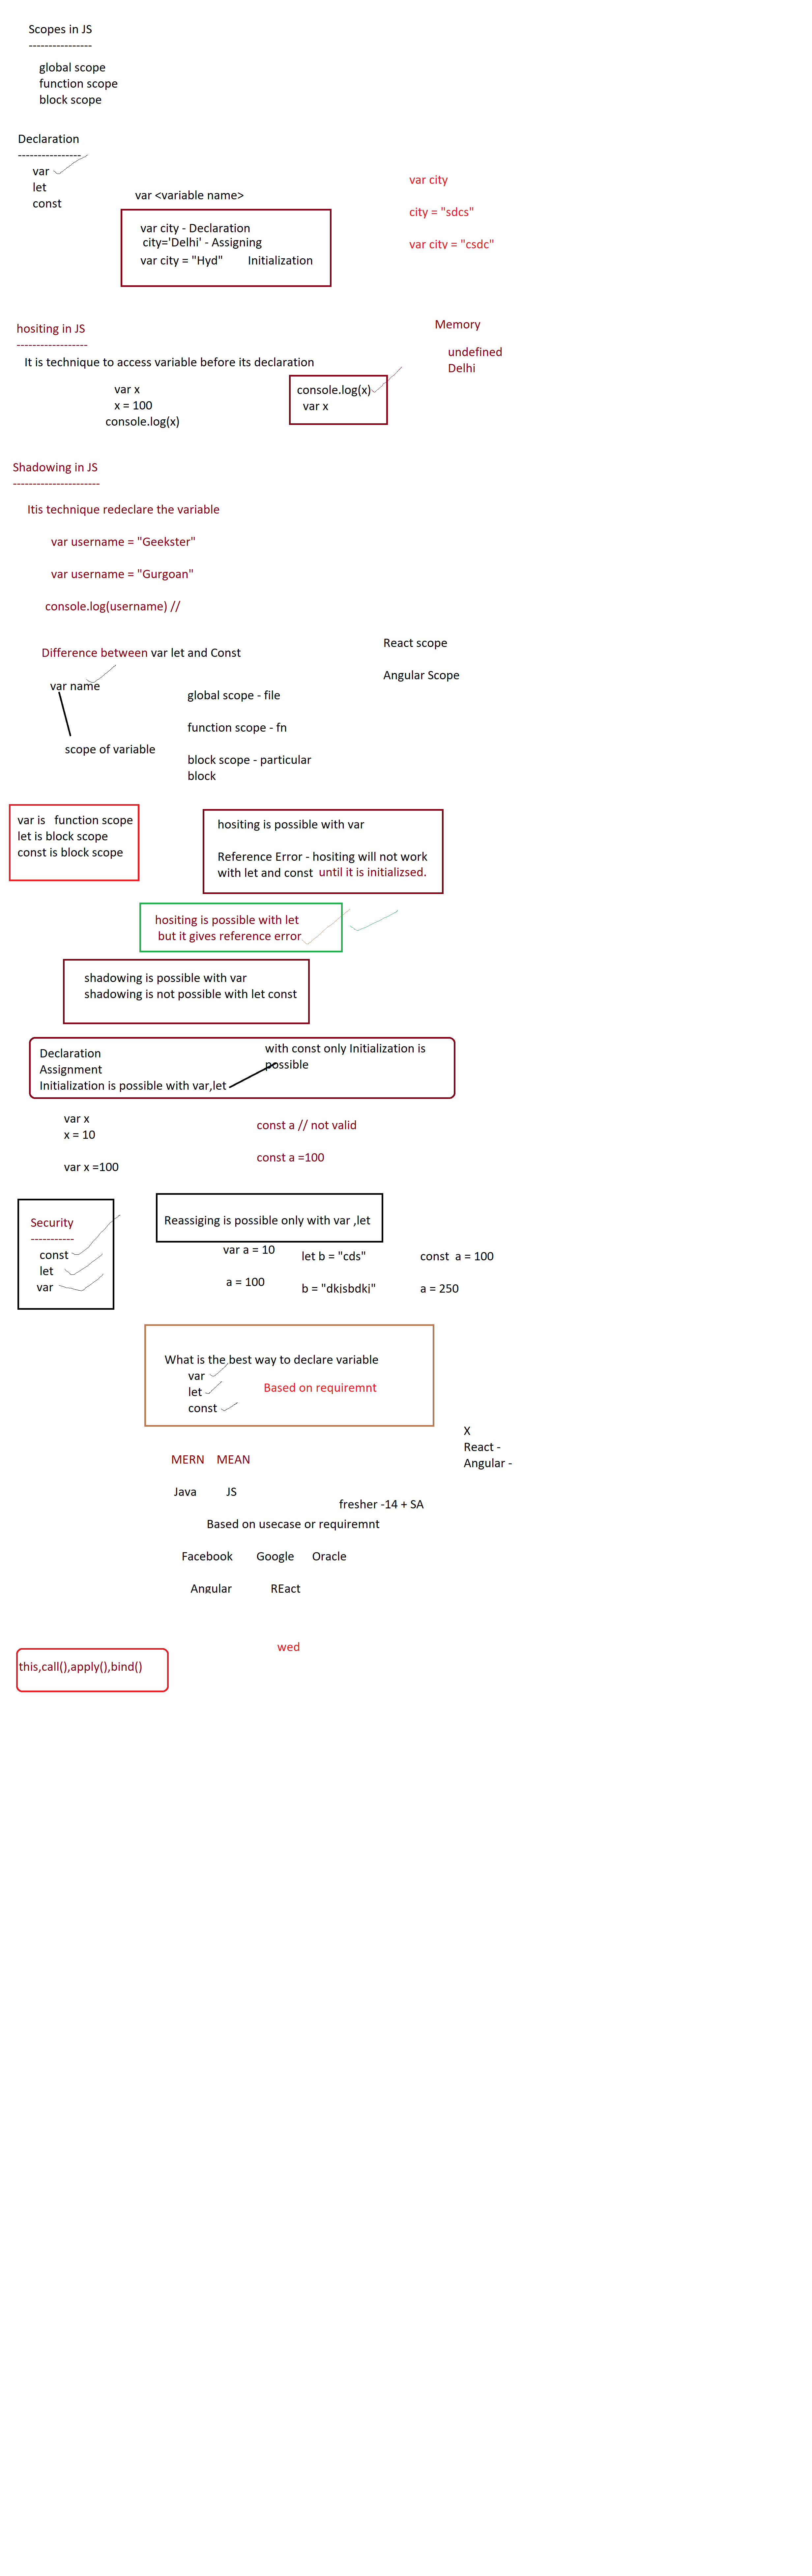 Scopes in JS
----------------
global scope
function scope
block scope
Declaration
----------------
var
let
const
var <variable name>
var city - Declaration
city='Delhi' - Assigning
var city = "Hyd" Initialization
var city
city = "sdcs"
var city = "csdc"
hositing in JS
------------------
It is technique to access variable before its declaration
var x
x = 100
console.log(x)
console.log(x)
var x
Memory
undefined
Delhi
Shadowing in JS
----------------------
Itis technique redeclare the variable
var username = "Geekster"
var username = "Gurgoan"
console.log(username) //
Difference between var let and Const
var name
scope of variable
global scope - file
function scope - fn
block scope - particular
block
React scope
Angular Scope
var is function scope
let is block scope
const is block scope
hositing is possible with var
Reference Error - hositing will not work
with let and const until it is initializsed.
hositing is possible with let
but it gives reference error
shadowing is possible with var
shadowing is not possible with let const
Declaration
Assignment
Initialization is possible with var,let
with const only Initialization is
possible
var x
x = 10
var x =100
const a // not valid
const a =100
Security
-----------
const
let
var
Reassiging is possible only with var ,let
var a = 10
a = 100
let b = "cds"
b = "dkjsbdkj"
const a = 100
a = 250
What is the best way to declare variable
var
let
const
Based on requiremnt
X
React -
Angular -
MERN MEAN
Java JS
fresher -14 + SA
Based on usecase or requiremnt
Facebook Google Oracle
Angular REact
wed
this,call(),apply(),bind()